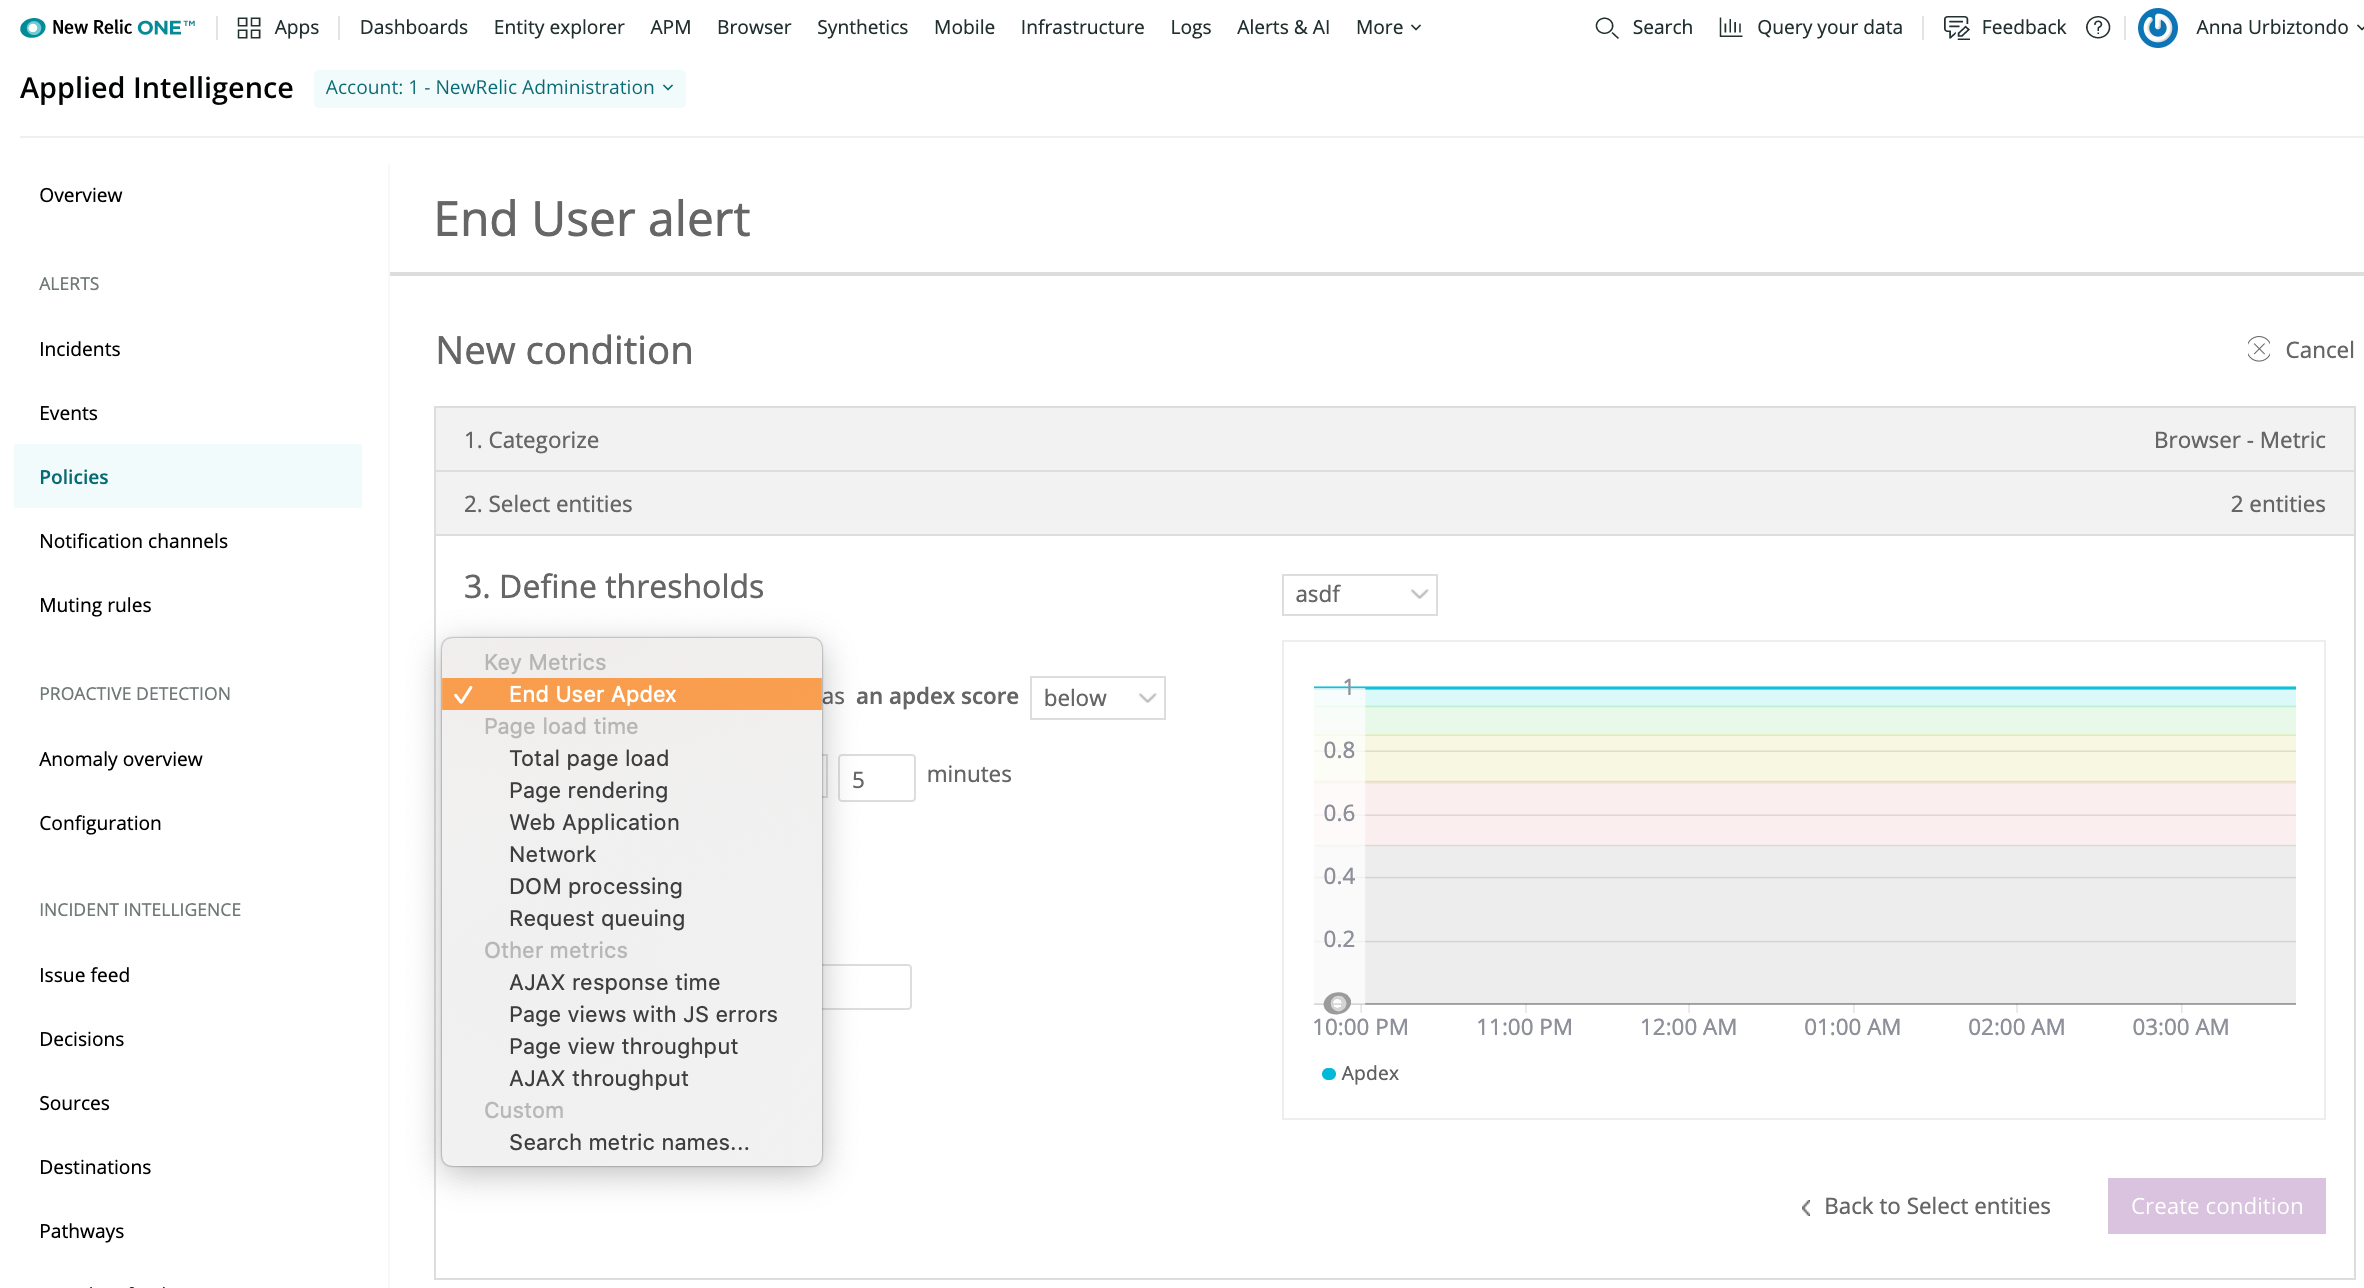 New Relic ONE™ Apps Dashboards Entity explorer APM Browser Synthetics Mobile Infrastructure Logs Alerts & AI More Search Query your data Feedback ? Anna Urbiztondo
Applied Intelligence Account: 1 - NewRelic Administration
Overview
ALERTS
Incidents
Events
Policies
Notification channels
Muting rules
PROACTIVE DETECTION
Anomaly overview
Configuration
INCIDENT INTELLIGENCE
Issue feed
Decisions
Sources
Destinations
Pathways
End User alert
New condition
Cancel
1. Categorize Browser - Metric
2. Select entities 2 entities
3. Define thresholds
Key Metrics
✓ End User Apdex
Page load time
Total page load
Page rendering
Web Application
Network
DOM processing
Request queuing
Other metrics
AJAX response time
Page views with JS errors
Page view throughput
AJAX throughput
Custom
Search metric names...
as an apdex score below
5 minutes
asdf
1
0.8
0.6
0.4
0.2
10:00 PM 11:00 PM 12:00 AM 01:00 AM 02:00 AM 03:00 AM
Apdex
Back to Select entities Create condition